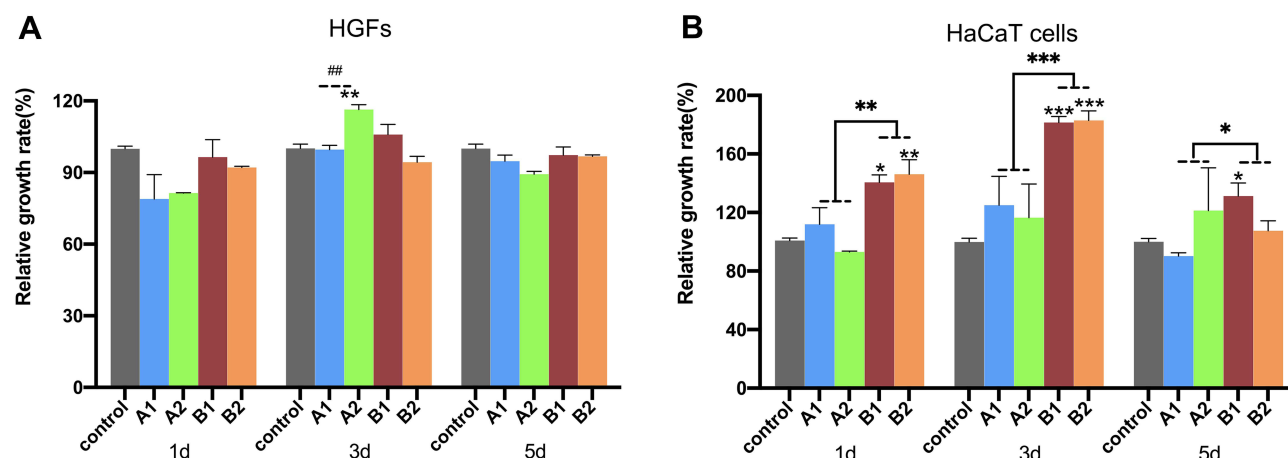 A
HGFs
Relative growth rate(%)
120
90
60
30
0
##
**
control A1 A2 B1 B2 control A1 A2 B1 B2 control A1 A2 B1 B2
1d 3d 5d
B
HaCaT cells
Relative growth rate(%)
200
160
120
80
40
0
***
**
*** ***
*
* **
*
control A1 A2 B1 B2 control A1 A2 B1 B2 control A1 A2 B1 B2
1d 3d 5d